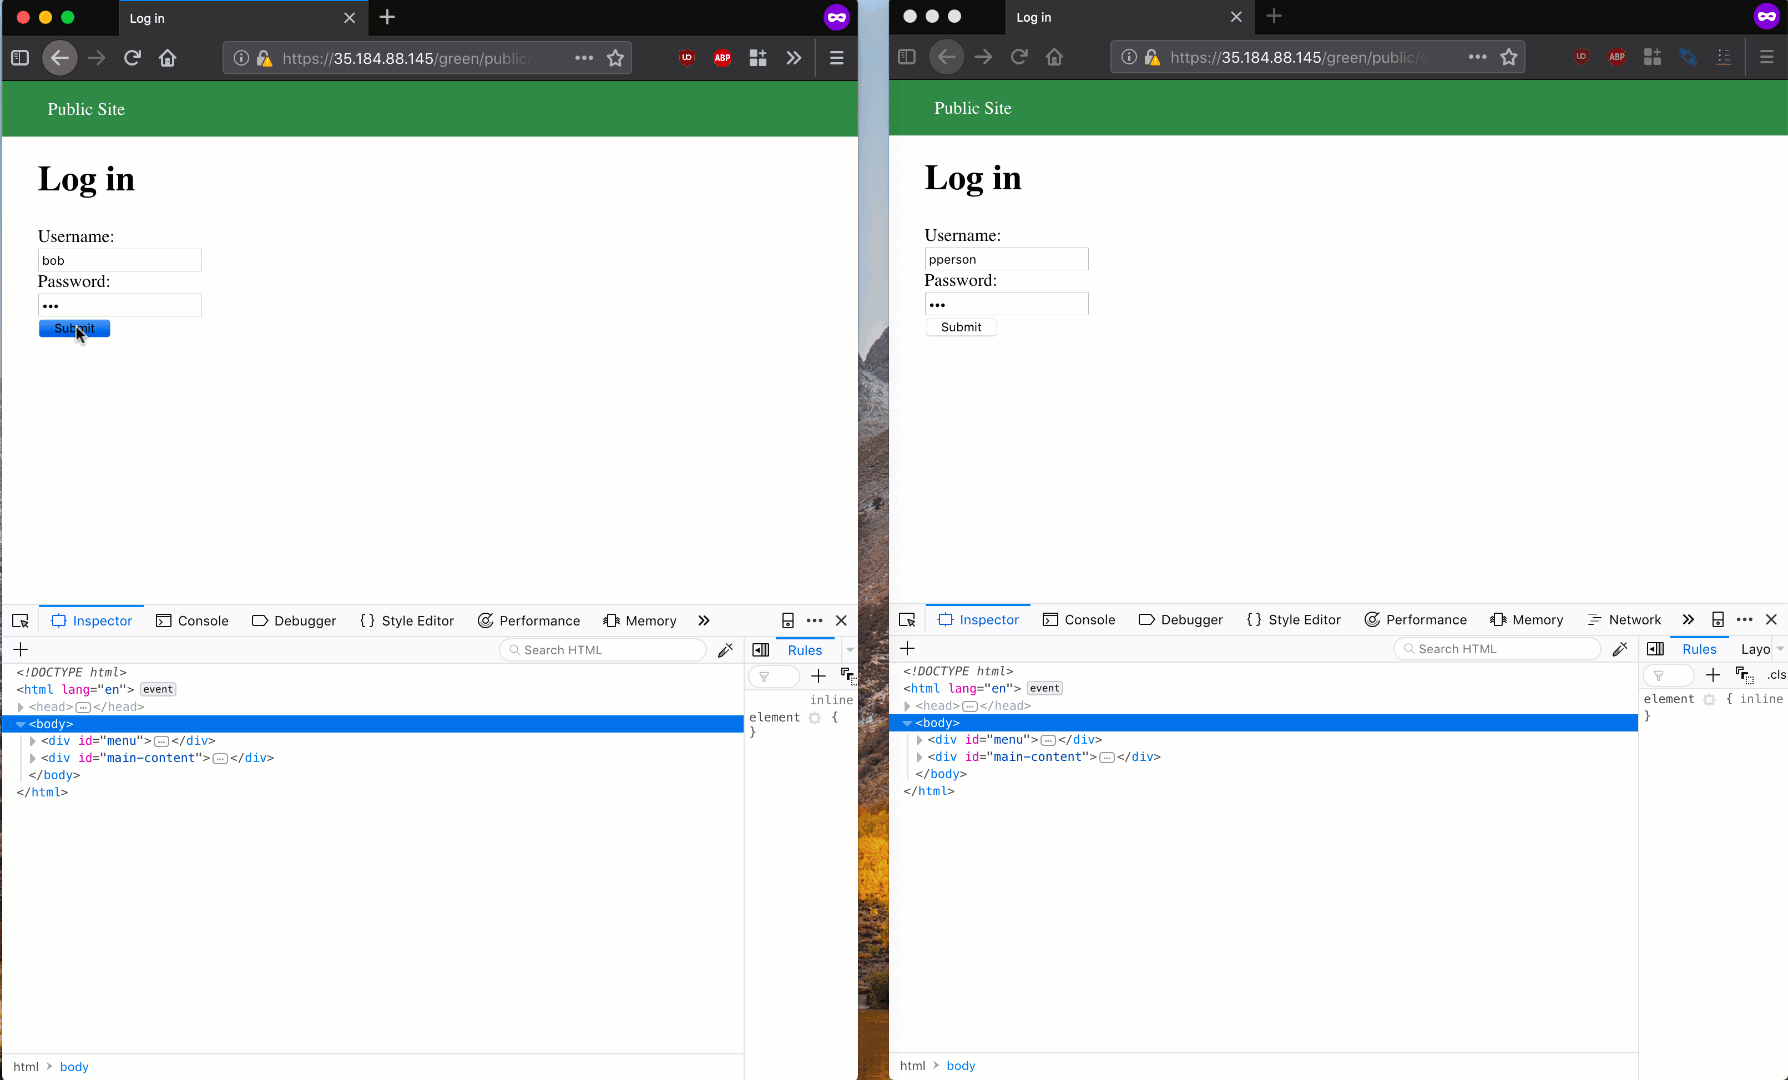 Log in
https://35.184.88.145/green/public/
UD
ABP
Public Site
Log in
Username:
bob
Password:
•••
Submit
Inspector
Console
Debugger
{ } Style Editor
Performance
Memory
Search HTML
Rules
<!DOCTYPE html>
<html lang="en"> event
<head> </head>
<body>
<div id="menu"> </div>
<div id="main-content"> </div>
</body>
</html>
inline
element {
}
html > body
Log in
https://35.184.88.145/green/public/s
UD
ABP
Public Site
Log in
Username:
pperson
Password:
•••
Submit
Inspector
Console
Debugger
{ } Style Editor
Performance
Memory
Network
Search HTML
Rules
Layo
.cls
<!DOCTYPE html>
<html lang="en"> event
<head> </head>
<body>
<div id="menu"> </div>
<div id="main-content"> </div>
</body>
</html>
element { inline
}
html > body